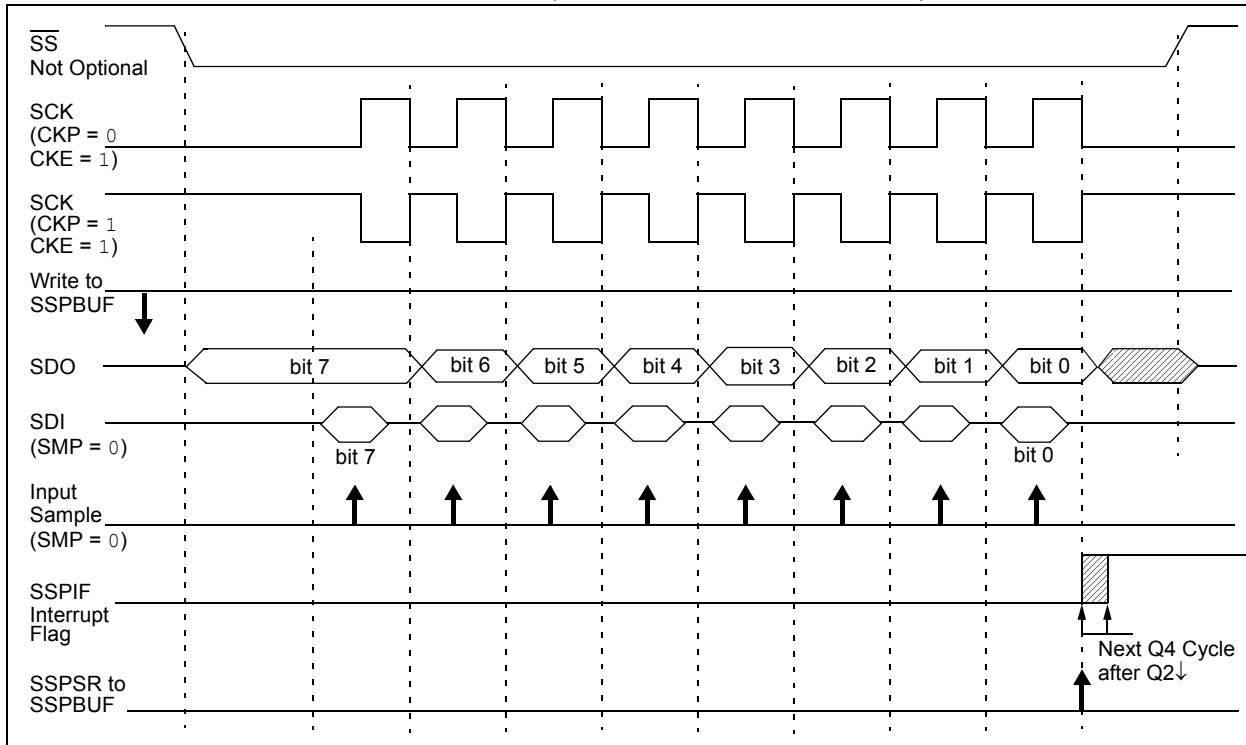 SS
Not Optional
SCK
(CKP = 0
CKE = 1)
SCK
(CKP = 1
CKE = 1)
Write to
SSPBUF
SDO
bit 7
bit 6
bit 5
bit 4
bit 3
bit 2
bit 1
bit 0
SDI
(SMP = 0)
bit 7
bit 0
Input
Sample
(SMP = 0)
SSPIF
Interrupt
Flag
Next Q4 Cycle
after Q2↓
SSPSR to
SSPBUF